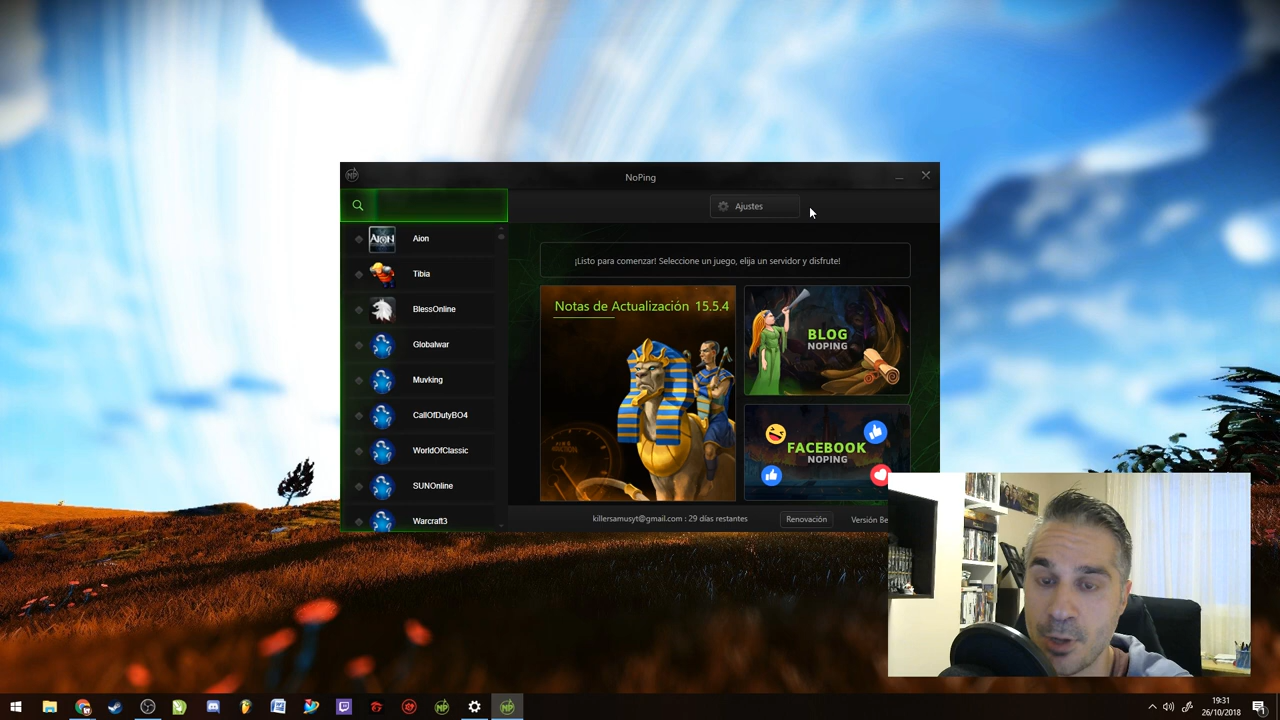 NoPing
Ajustes
Aion
Tibia
BlessOnline
Globalwar
Muvking
CallOfDutyBO4
WorldOfClassic
SUNOnline
Warcraft3
¡Listo para comenzar! Seleccione un juego, elija un servidor y disfrute!
Notas de Actualización 15.5.4
BLOG
NOPING
FACEBOOK
NOPING
killersamusyt@gmail.com : 29 días restantes
Renovación
Versión Be
19:31
26/10/2018